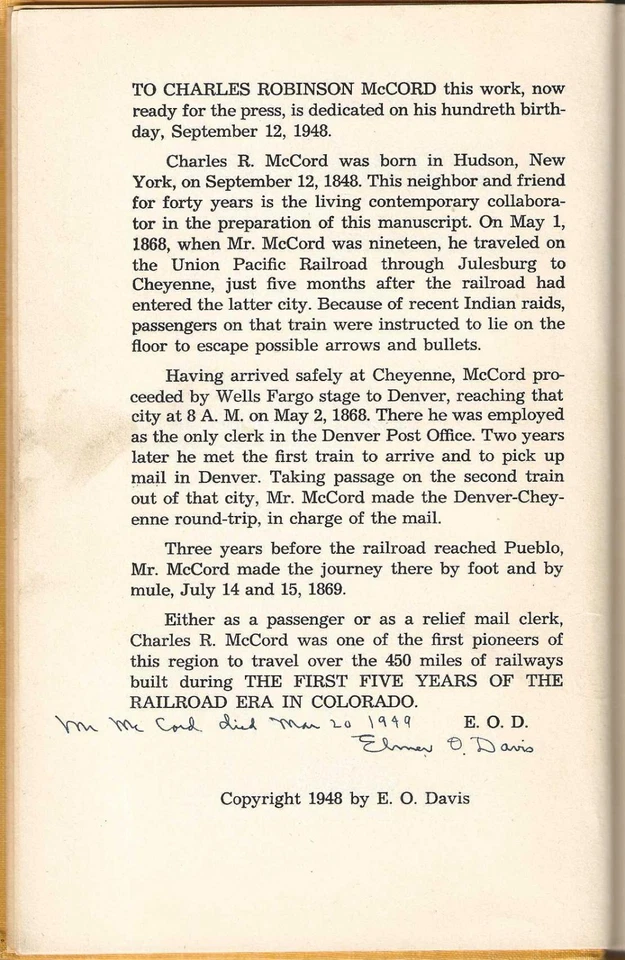 TO CHARLES ROBINSON McCORD this work, now
ready for the press, is dedicated on his hundreth birth-
day, September 12, 1948.
Charles R. McCord was born in Hudson, New
York, on September 12, 1848. This neighbor and friend
for forty years is the living contemporary collabora-
tor in the preparation of this manuscript. On May 1,
1868, when Mr. McCord was nineteen, he traveled on
the Union Pacific Railroad through Julesburg to
Cheyenne, just five months after the railroad had
entered the latter city. Because of recent Indian raids,
passengers on that train were instructed to lie on the
floor to escape possible arrows and bullets.
Having arrived safely at Cheyenne, McCord pro-
ceeded by Wells Fargo stage to Denver, reaching that
city at 8 A. M. on May 2, 1868. There he was employed
as the only clerk in the Denver Post Office. Two years
later he met the first train to arrive and to pick up
mail in Denver. Taking passage on the second train
out of that city, Mr. McCord made the Denver-Chey-
enne round-trip, in charge of the mail.
Three years before the railroad reached Pueblo,
Mr. McCord made the journey there by foot and by
mule, July 14 and 15, 1869.
Either as a passenger or as a relief mail clerk,
Charles R. McCord was one of the first pioneers of
this region to travel over the 450 miles of railways
built during THE FIRST FIVE YEARS OF THE
RAILROAD ERA IN COLORADO.
Mr Mc Cord died Mar 20 1949 E. O. D.
Elmer O. Davis
Copyright 1948 by E. O. Davis